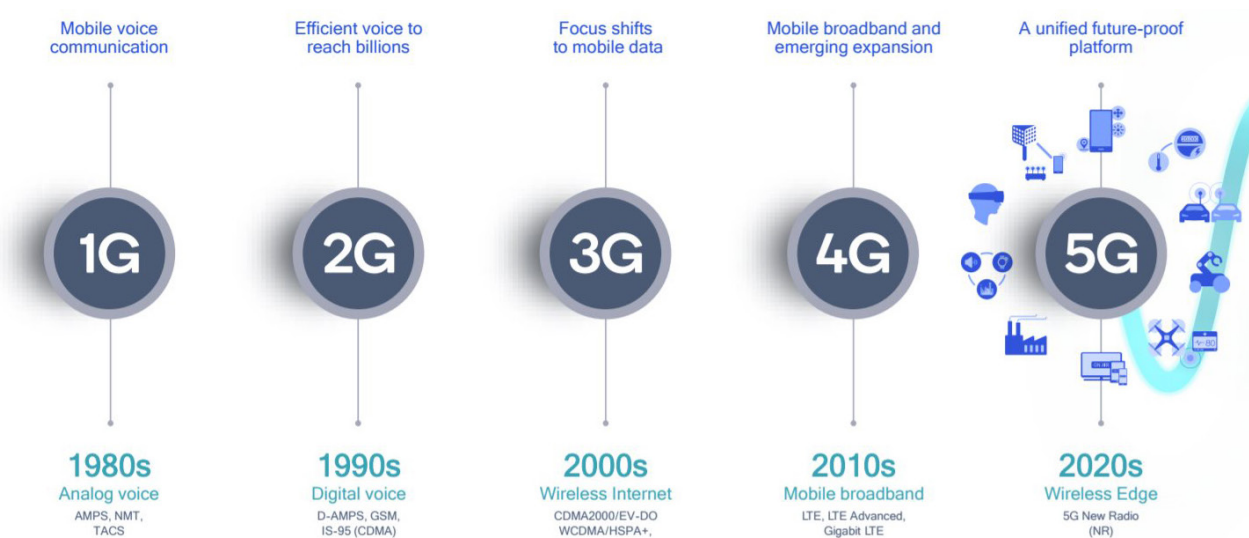 Mobile voice
communication
Efficient voice to
reach billions
Focus shifts
to mobile data
Mobile broadband and
emerging expansion
A unified future-proof
platform
1G
2G
3G
4G
5G
80
1980s
Analog voice
AMPS, NMT,
TACS
1990s
Digital voice
D-AMPS, GSM,
IS-95 (CDMA)
2000s
Wireless Internet
CDMA2000/EV-DO
WCDMA/HSPA+,
2010s
Mobile broadband
LTE, LTE Advanced,
Gigabit LTE
2020s
Wireless Edge
5G New Radio
(NR)